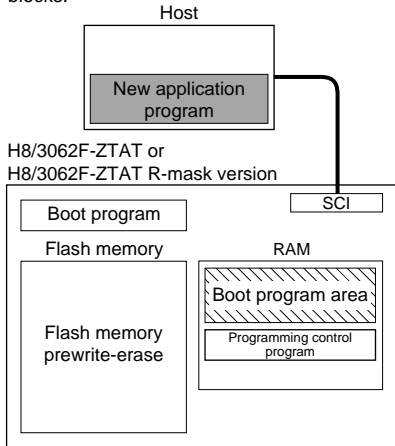 blocks.
Host
New application
program
H8/3062F-ZTAT or
H8/3062F-ZTAT R-mask version
SCI
Boot program
Flash memory
RAM
Boot program area
Programming control
program
Flash memory
prewrite-erase